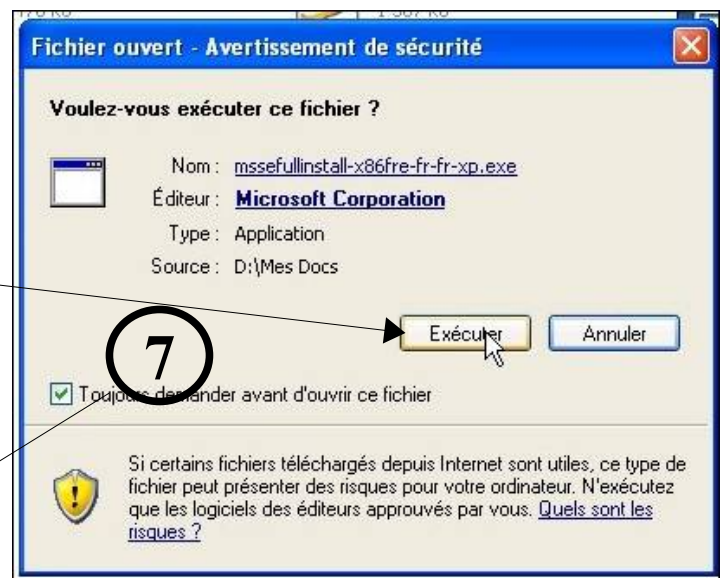 Fichier ouvert - Avertissement de sécurité
Voulez-vous exécuter ce fichier ?
Nom : mssefullinstall-x86fre-fr-fr-xp.exe
Éditeur : Microsoft Corporation
Type : Application
Source : D:\Mes Docs
Exécuter Annuler
7
Toujours demander avant d'ouvrir ce fichier
Si certains fichiers téléchargés depuis Internet sont utiles, ce type de
fichier peut présenter des risques pour votre ordinateur. N'exécutez
que les logiciels des éditeurs approuvés par vous. Quels sont les
risques ?